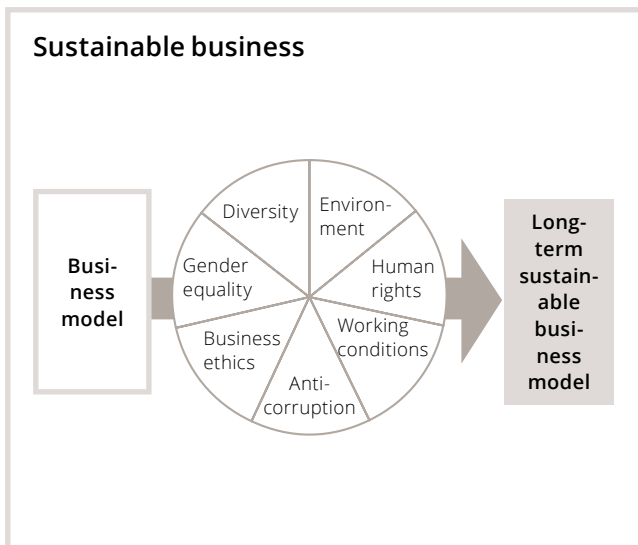 Sustainable business
Busi-
ness
model
Diversity
Environ-
ment
Gender
equality
Human
rights
Business
ethics
Working
conditions
Anti-
corruption
Long-
term
sustain-
able
busi-
ness
model